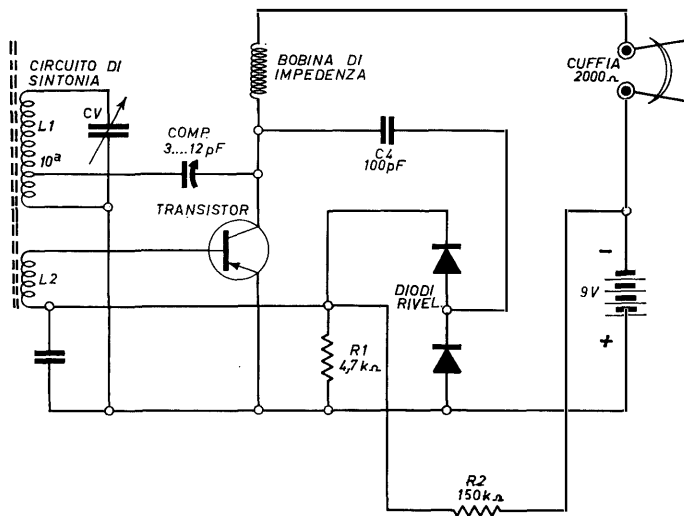 CIRCUITO DI
SINTONIA
CV
L1
10ª
COMP.
3....12 pF
BOBINA DI
IMPEDENZA
CUFFIA
2000Ω
C4
100pF
TRANSISTOR
L2
DIODI
RIVEL.
R1
4,7 kΩ
-
9V
+
R2
150kΩ